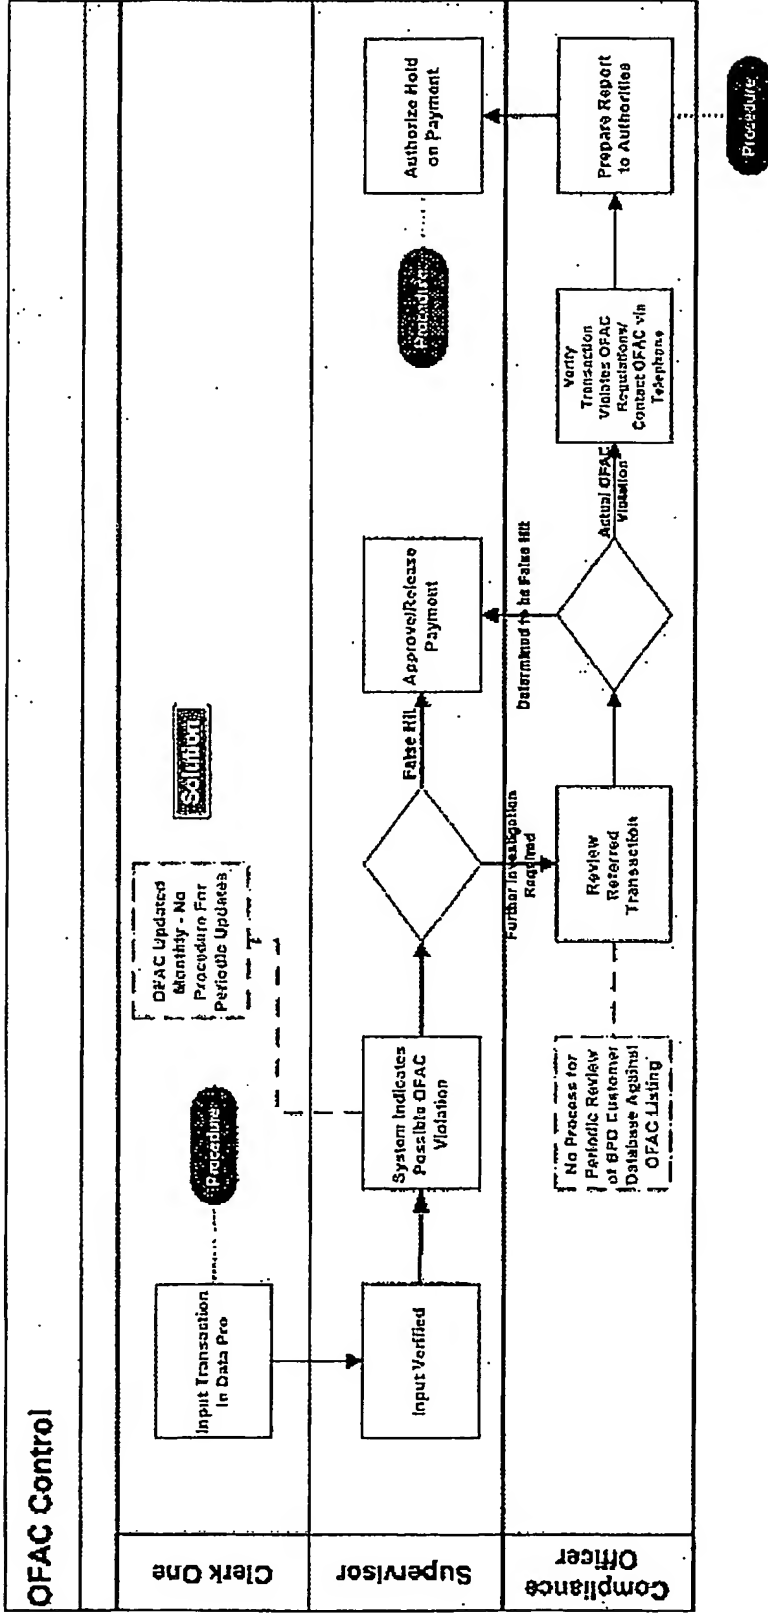 OFAC Control
Clerk One
Input Transaction
In Data Pro
Procedure
OFAC Updated
Monthly - No
Procedure For
Periodic Updates
Solution
Supervisor
Input Verified
System Indicates
Possible OFAC
Violation
False Hit
Approve/Release
Payment
Procedure
Authorize Hold
on Payment
Further Investigation
Required
Determined to be False Hit
Compliance
Officer
No Process for
Periodic Review
of BPD Customer
Database Against
OFAC Listing
Review
Referred
Transaction
Actual OFAC
Violation
Verify
Transaction
Violates OFAC
Regulations/
Contact OFAC via
Telephone
Prepare Report
to Authorities
Procedure